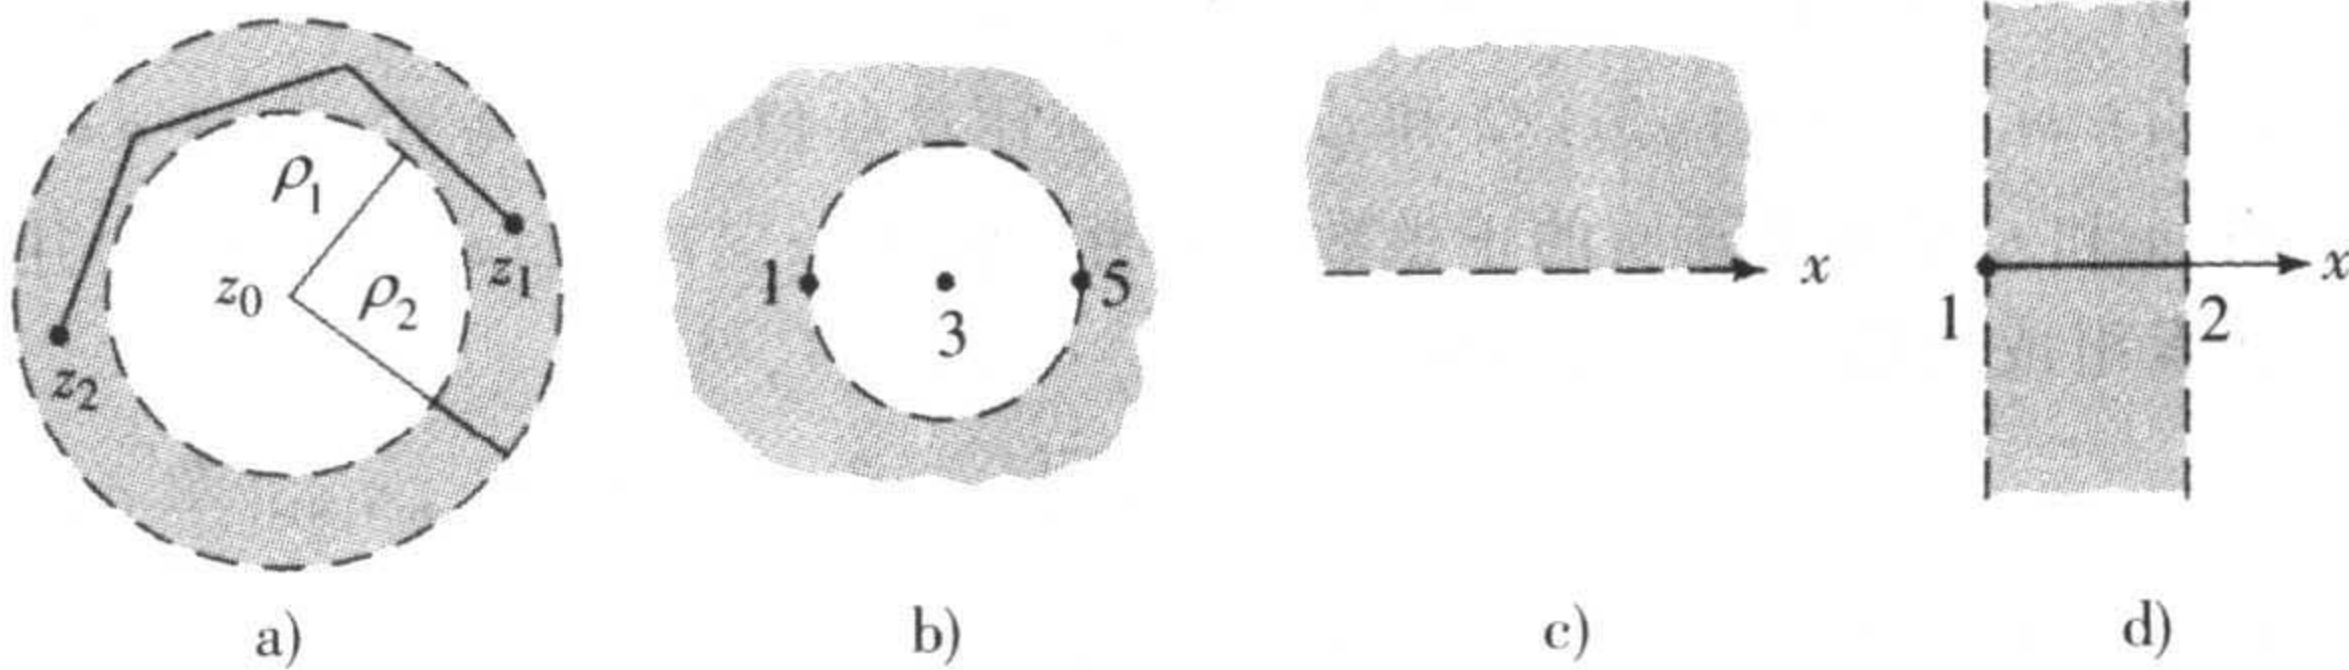 ρ₁
z₀
ρ₂
z₁
z₂
a)
1
3
5
b)
x
c)
x
1
2
d)